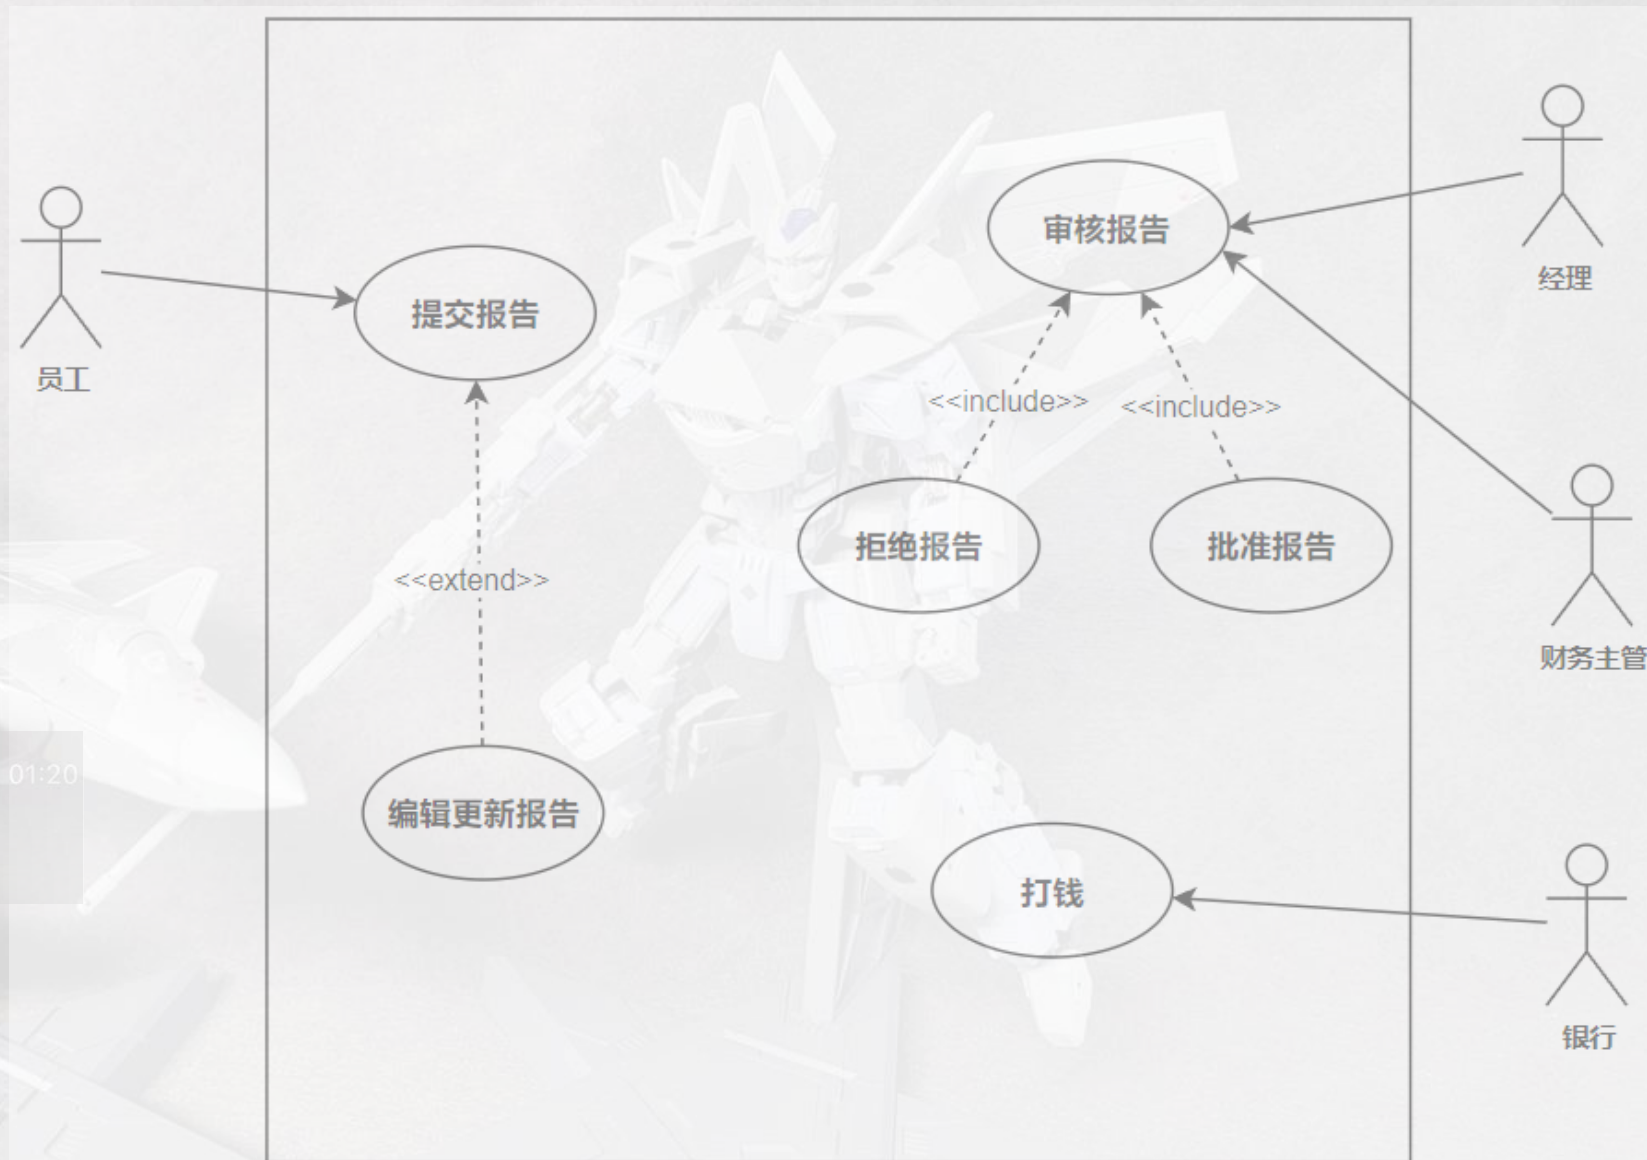 经理
审核报告
提交报告
员工
<<include>>
<<include>>
拒绝报告
批准报告
<<extend>>
财务主管
01:20
编辑更新报告
打钱
银行